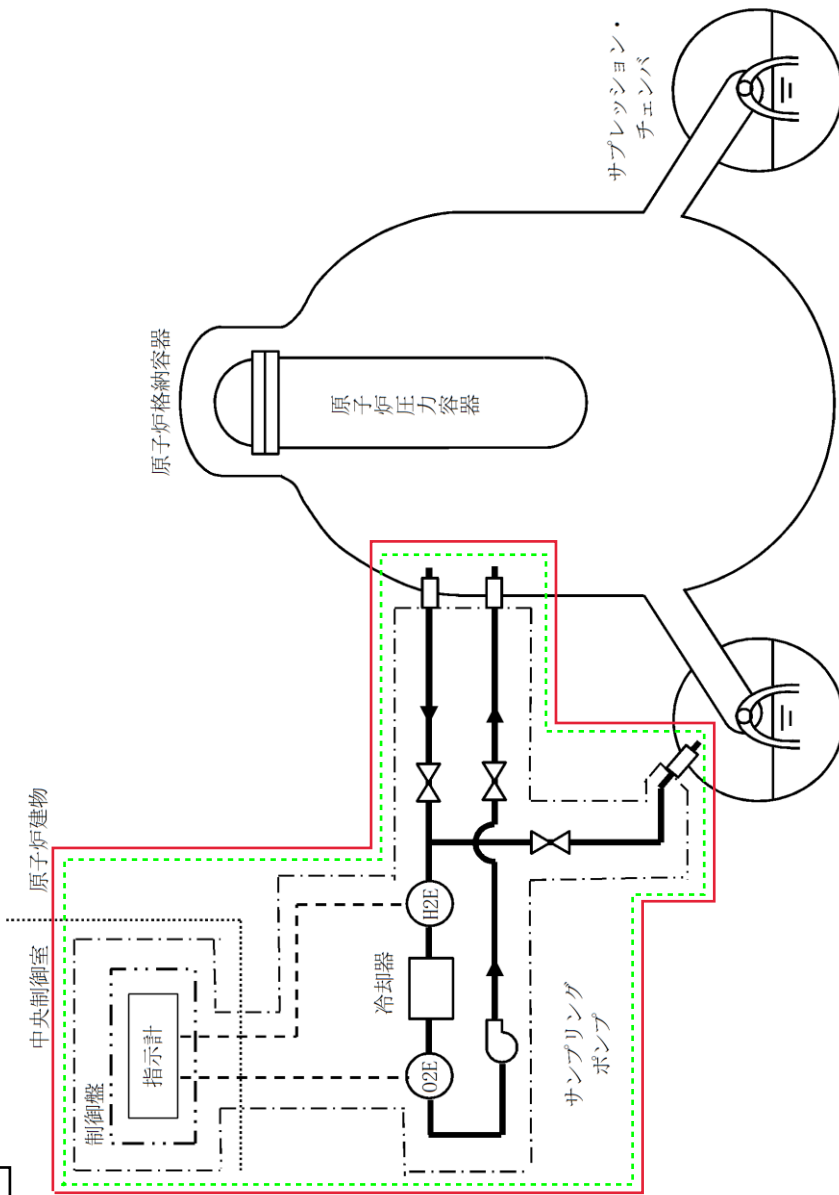 中央制御室
原子炉建物
制御盤
指示計
O2E
冷却器
H2E
サンプリング
ポンプ
原子炉格納容器
原子炉圧力容器
サプレッション・
チェンバ